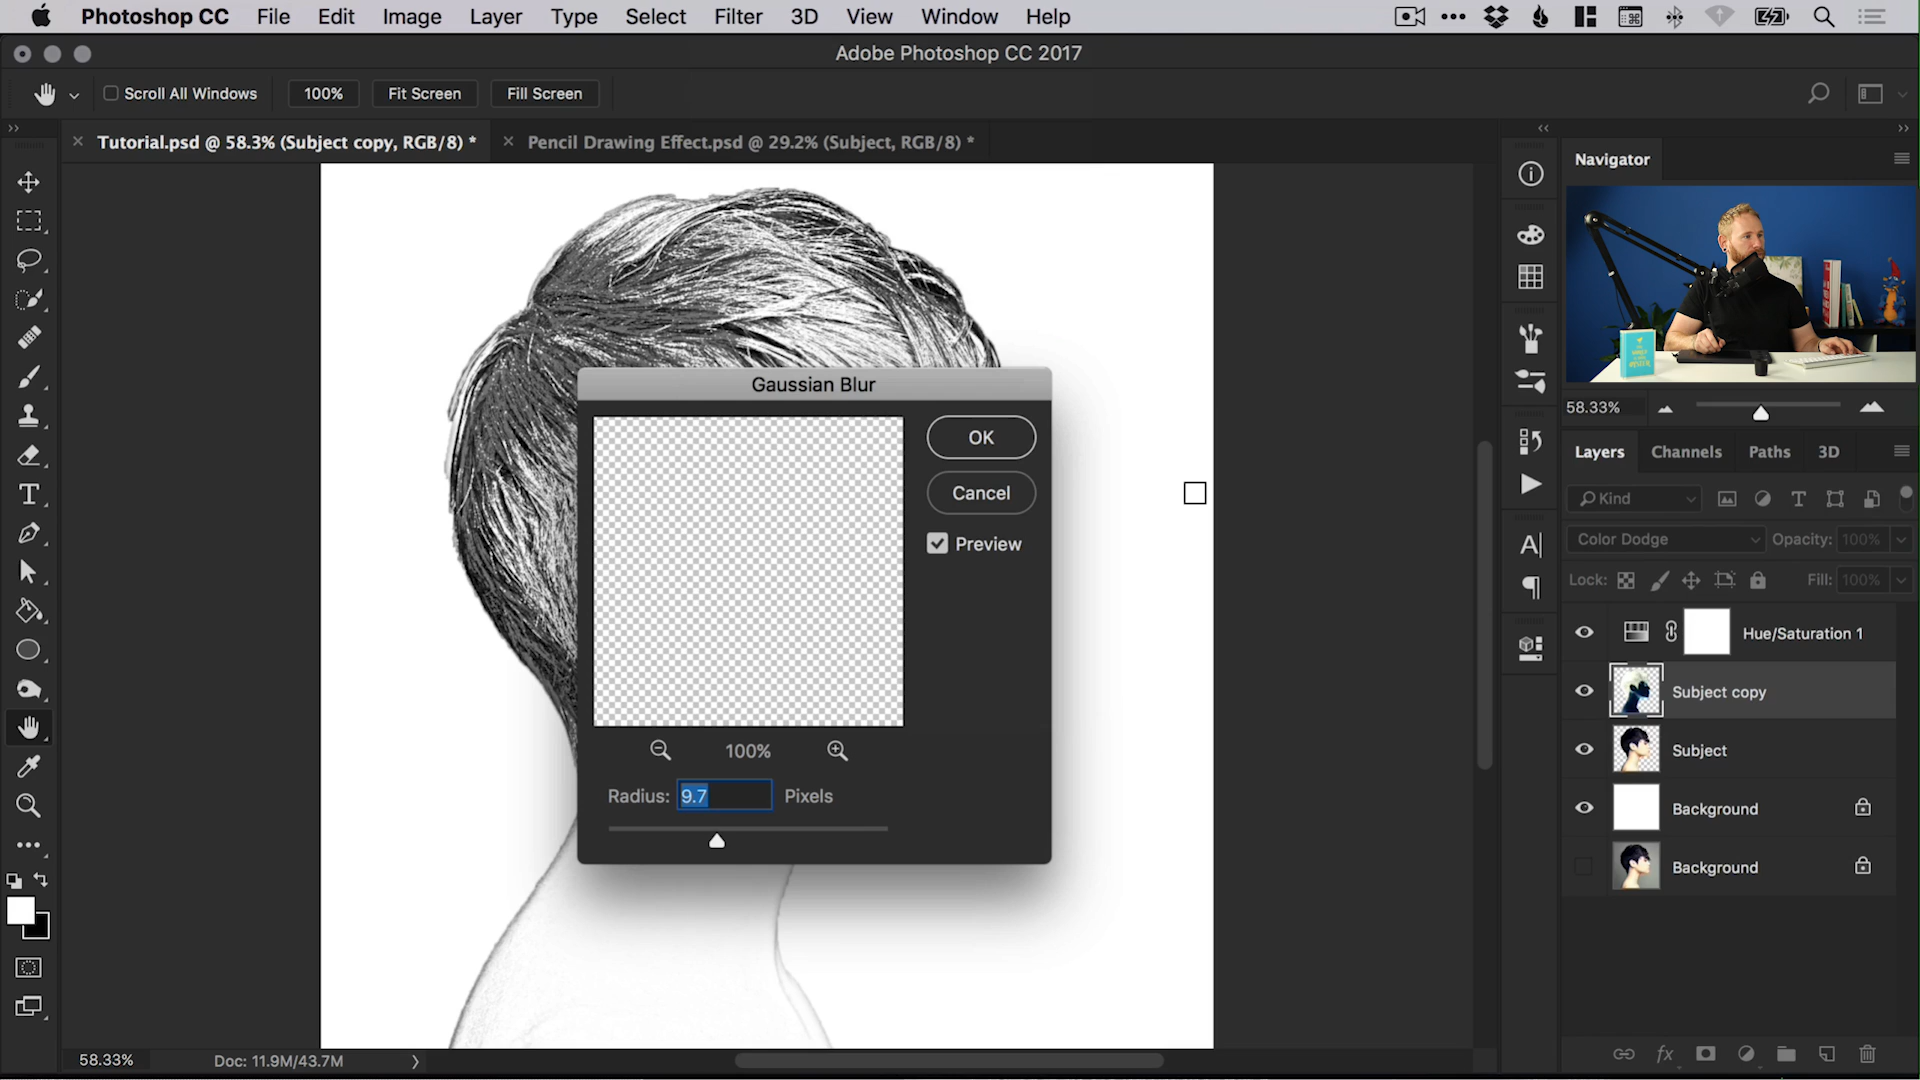 Photoshop CC File Edit Image Layer Type Select Filter 3D View Window Help
Adobe Photoshop CC 2017
Scroll All Windows 100% Fit Screen Fill Screen
Tutorial.psd @ 58.3% (Subject copy, RGB/8) *
Pencil Drawing Effect.psd @ 29.2% (Subject, RGB/8) *
Navigator
58.33%
Layers Channels Paths 3D
Kind
Color Dodge Opacity: 100%
Lock: Fill: 100%
Hue/Saturation 1
Subject copy
Subject
Background
Background
Gaussian Blur
OK
Cancel
Preview
100%
Radius: 9.7 Pixels
58.33% Doc: 11.9M/43.7M